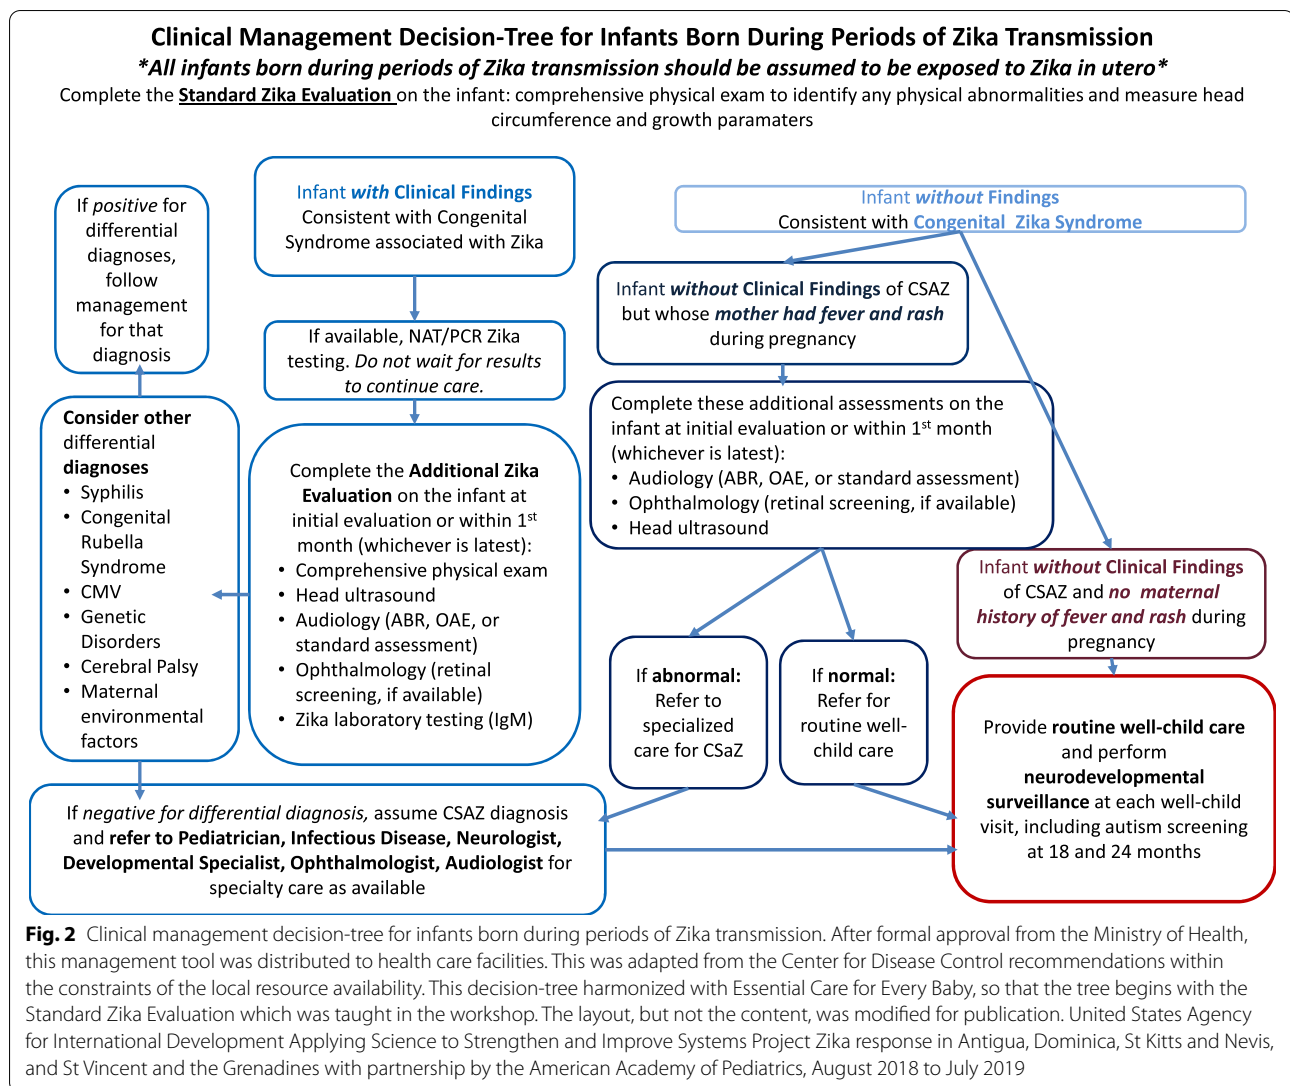 Clinical Management Decision-Tree for Infants Born During Periods of Zika Transmission
*All infants born during periods of Zika transmission should be assumed to be exposed to Zika in utero*
Complete the Standard Zika Evaluation on the infant: comprehensive physical exam to identify any physical abnormalities and measure head
circumference and growth paramaters
If positive for
differential
diagnoses,
follow
management
for that
diagnosis
Consider other
differential
diagnoses
• Syphilis
• Congenital
Rubella
Syndrome
• CMV
• Genetic
Disorders
• Cerebral Palsy
• Maternal
environmental
factors
Infant with Clinical Findings
Consistent with Congenital
Syndrome associated with Zika
If available, NAT/PCR Zika
testing. Do not wait for results
to continue care.
Complete the Additional Zika
Evaluation on the infant at
initial evaluation or within 1st
month (whichever is latest):
• Comprehensive physical exam
• Head ultrasound
• Audiology (ABR, OAE, or
standard assessment)
• Ophthalmology (retinal
screening, if available)
• Zika laboratory testing (IgM)
If negative for differential diagnosis, assume CSAZ diagnosis
and refer to Pediatrician, Infectious Disease, Neurologist,
Developmental Specialist, Ophthalmologist, Audiologist for
specialty care as available
Infant without Findings
Consistent with Congenital Zika Syndrome
Infant without Clinical Findings of CSAZ
but whose mother had fever and rash
during pregnancy
Complete these additional assessments on the
infant at initial evaluation or within 1st month
(whichever is latest):
• Audiology (ABR, OAE, or standard assessment)
• Ophthalmology (retinal screening, if available)
• Head ultrasound
If abnormal:
Refer to
specialized
care for CSaZ
If normal:
Refer for
routine well-
child care
Infant without Clinical Findings
of CSAZ and no maternal
history of fever and rash during
pregnancy
Provide routine well-child care
and perform
neurodevelopmental
surveillance at each well-child
visit, including autism screening
at 18 and 24 months
Fig. 2 Clinical management decision-tree for infants born during periods of Zika transmission. After formal approval from the Ministry of Health,
this management tool was distributed to health care facilities. This was adapted from the Center for Disease Control recommendations within
the constraints of the local resource availability. This decision-tree harmonized with Essential Care for Every Baby, so that the tree begins with the
Standard Zika Evaluation which was taught in the workshop. The layout, but not the content, was modified for publication. United States Agency
for International Development Applying Science to Strengthen and Improve Systems Project Zika response in Antigua, Dominica, St Kitts and Nevis,
and St Vincent and the Grenadines with partnership by the American Academy of Pediatrics, August 2018 to July 2019